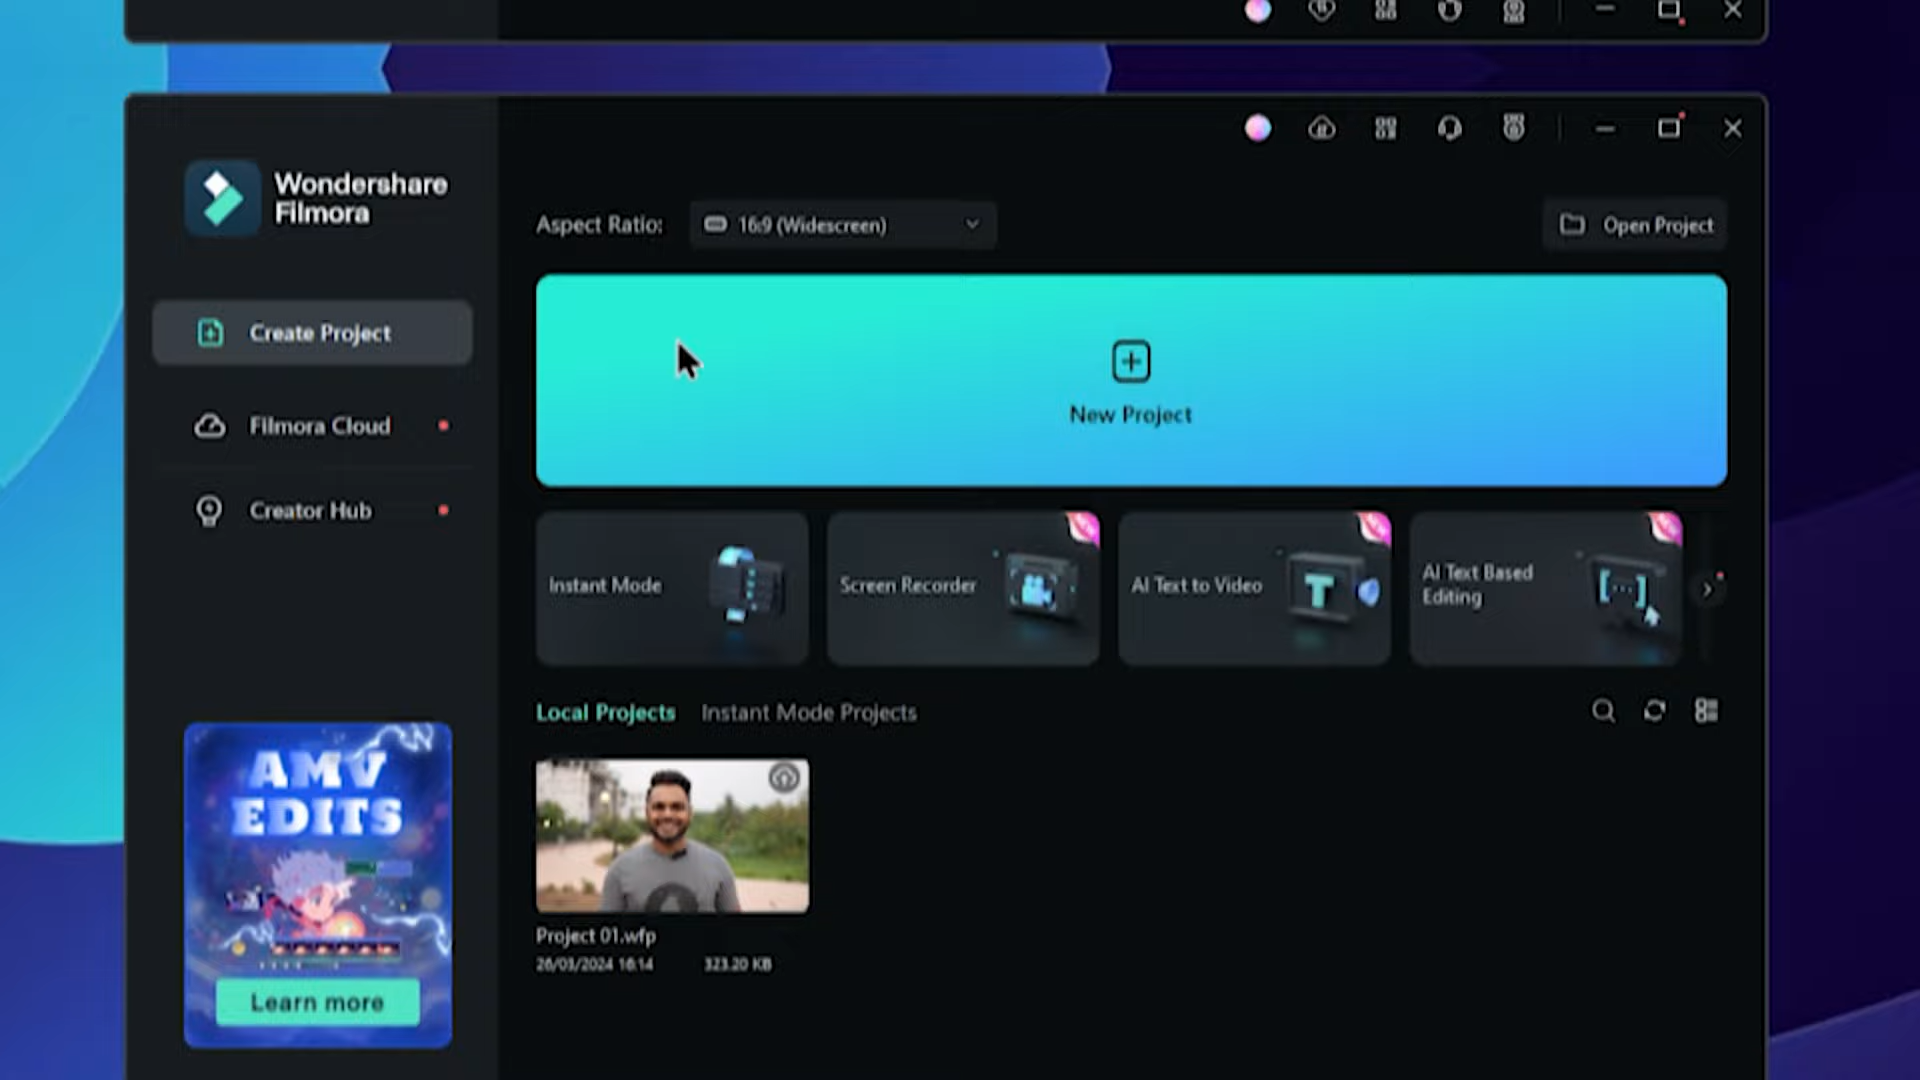 Wondershare
Filmora
Aspect Ratio:
16:9 (Widescreen)
Open Project
Create Project
New Project
Filmora Cloud
Creator Hub
Instant Mode
Screen Recorder
AI Text to Video
AI Text Based
Editing
Local Projects
Instant Mode Projects
AMV
EDITS
Learn more
Project 01.wfp
26/03/2024 16:14
323.20 KB